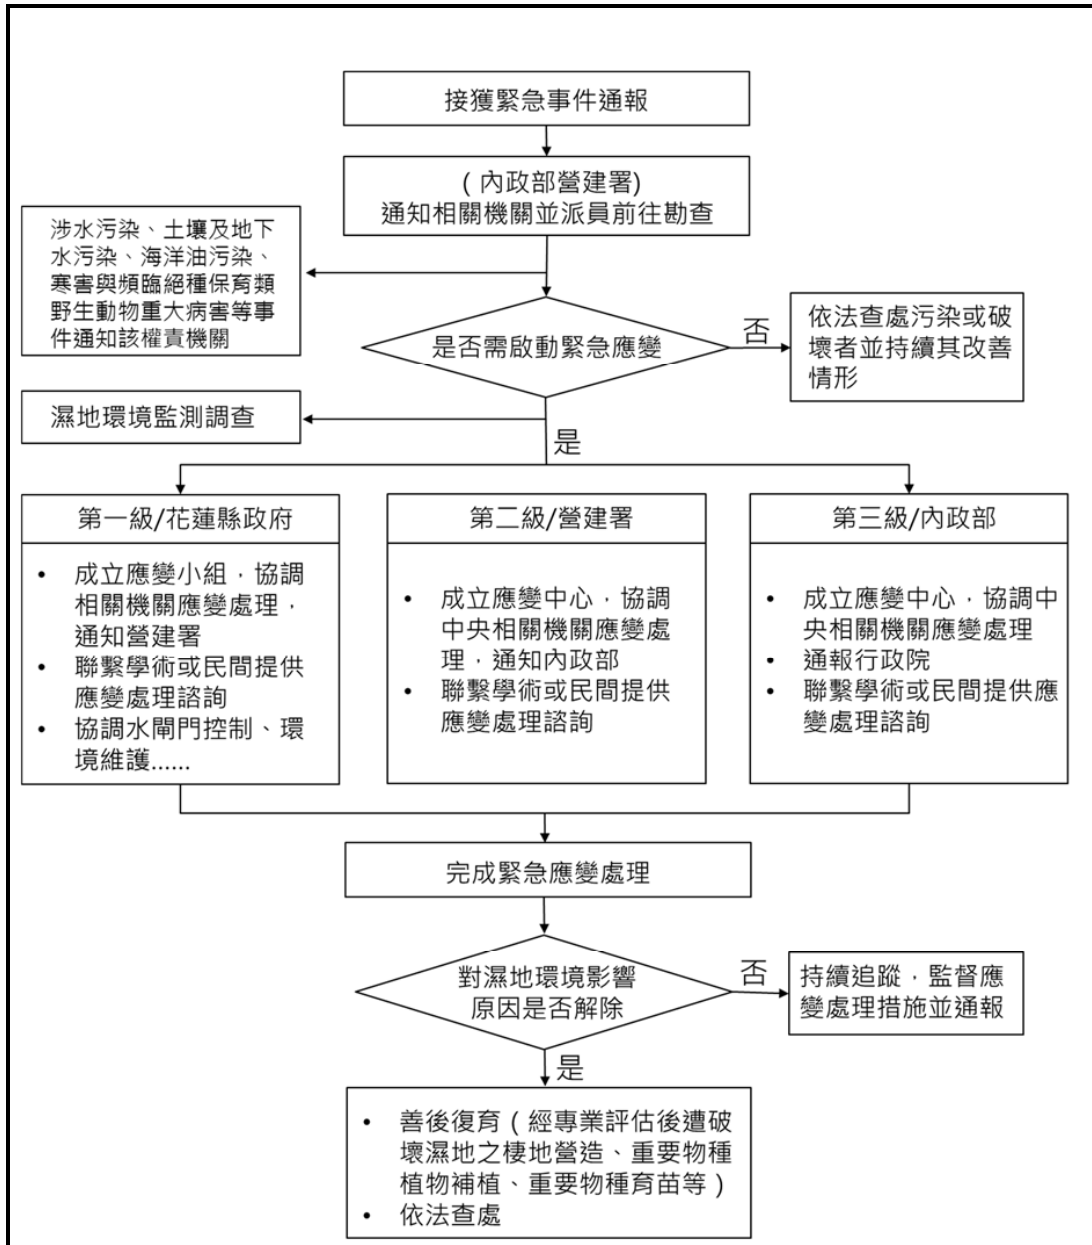 接獲緊急事件通報
(內政部營建署)
通知相關機關並派員前往勘查
涉水污染、土壤及地下
水污染、海洋油污染、
寒害與頻臨絕種保育類
野生動物重大病害等事
件通知該權責機關
是否需啟動緊急應變
否
依法查處污染或破
壞者並持續其改善
情形
濕地環境監測調查
是
第一級/花蓮縣政府
• 成立應變小組，協調
相關機關應變處理，
通知營建署
• 聯繫學術或民間提供
應變處理諮詢
• 協調水閘門控制、環
境維護......
第二級/營建署
• 成立應變中心，協調
中央相關機關應變處
理，通知內政部
• 聯繫學術或民間提供
應變處理諮詢
第三級/內政部
• 成立應變中心，協調中
央相關機關應變處理
• 通報行政院
• 聯繫學術或民間提供應
變處理諮詢
完成緊急應變處理
對濕地環境影響
原因是否解除
否
持續追蹤，監督應
變處理措施並通報
是
• 善後復育（經專業評估後遭破
壞濕地之棲地營造、重要物種
植物補植、重要物種育苗等）
• 依法查處